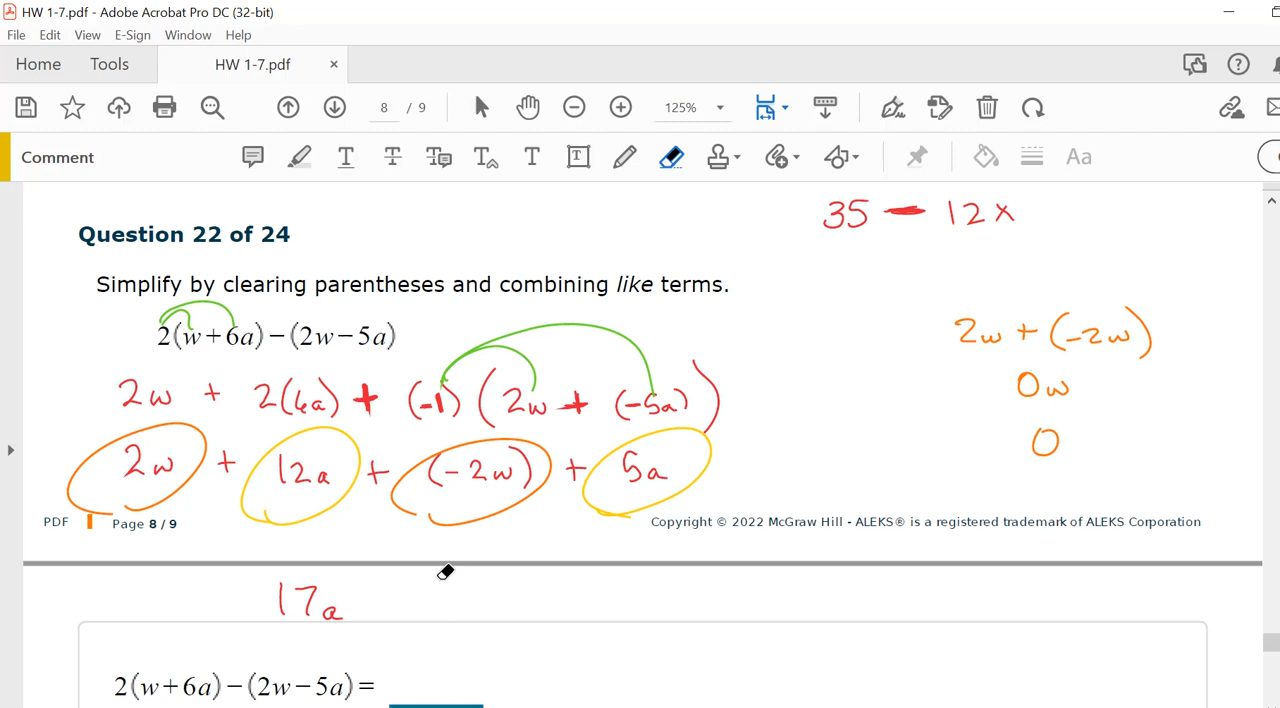 HW 1-7.pdf - Adobe Acrobat Pro DC (32-bit)
File Edit View E-Sign Window Help
Home Tools HW 1-7.pdf ×
8 / 9 125%
Comment
Aa
35 - 12x
Question 22 of 24
Simplify by clearing parentheses and combining like terms.
2(w+6a)-(2w-5a)
2w + (-2w)
0w
0
2w + 2(6a) + (-1)(2w + (-5a))
2w + 12a + (-2w) + 5a
PDF Page 8 / 9 Copyright © 2022 McGraw Hill - ALEKS® is a registered trademark of ALEKS Corporation
17a
2(w+6a)-(2w-5a)=